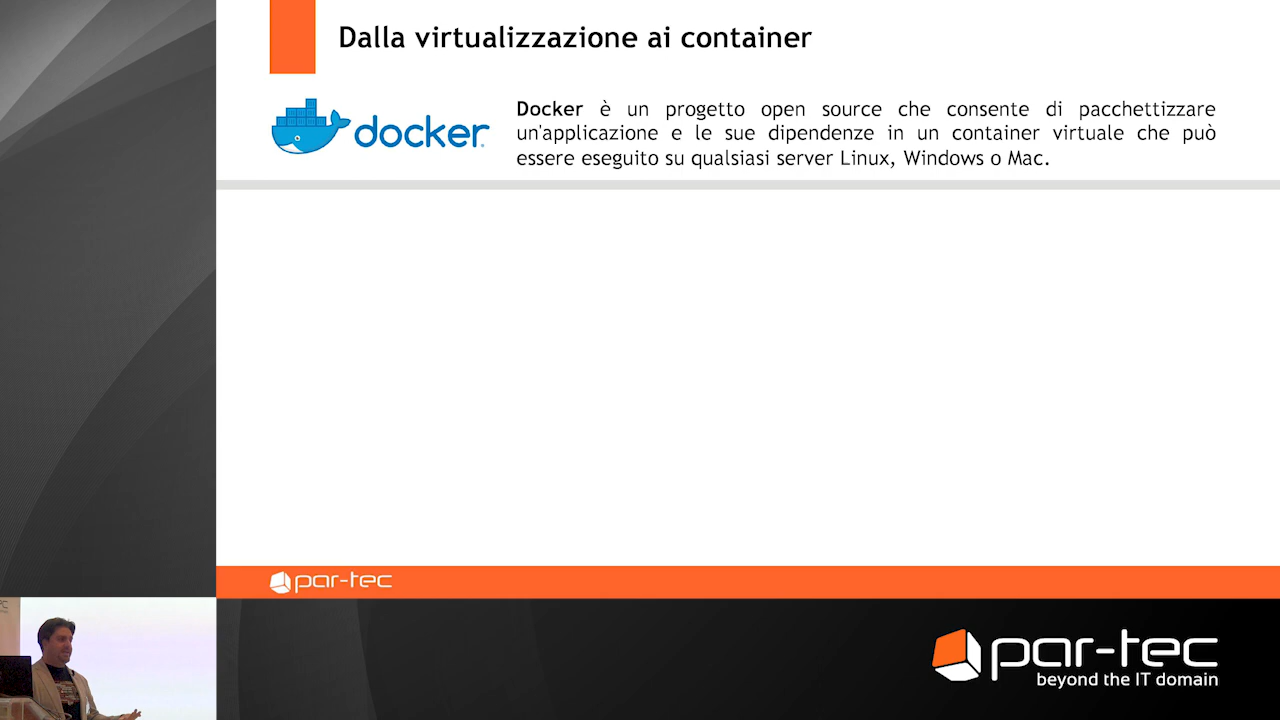 Dalla virtualizzazione ai container
docker
Docker è un progetto open source che consente di pacchettizzare
un'applicazione e le sue dipendenze in un container virtuale che può
essere eseguito su qualsiasi server Linux, Windows o Mac.
par-tec
par-tec
beyond the IT domain